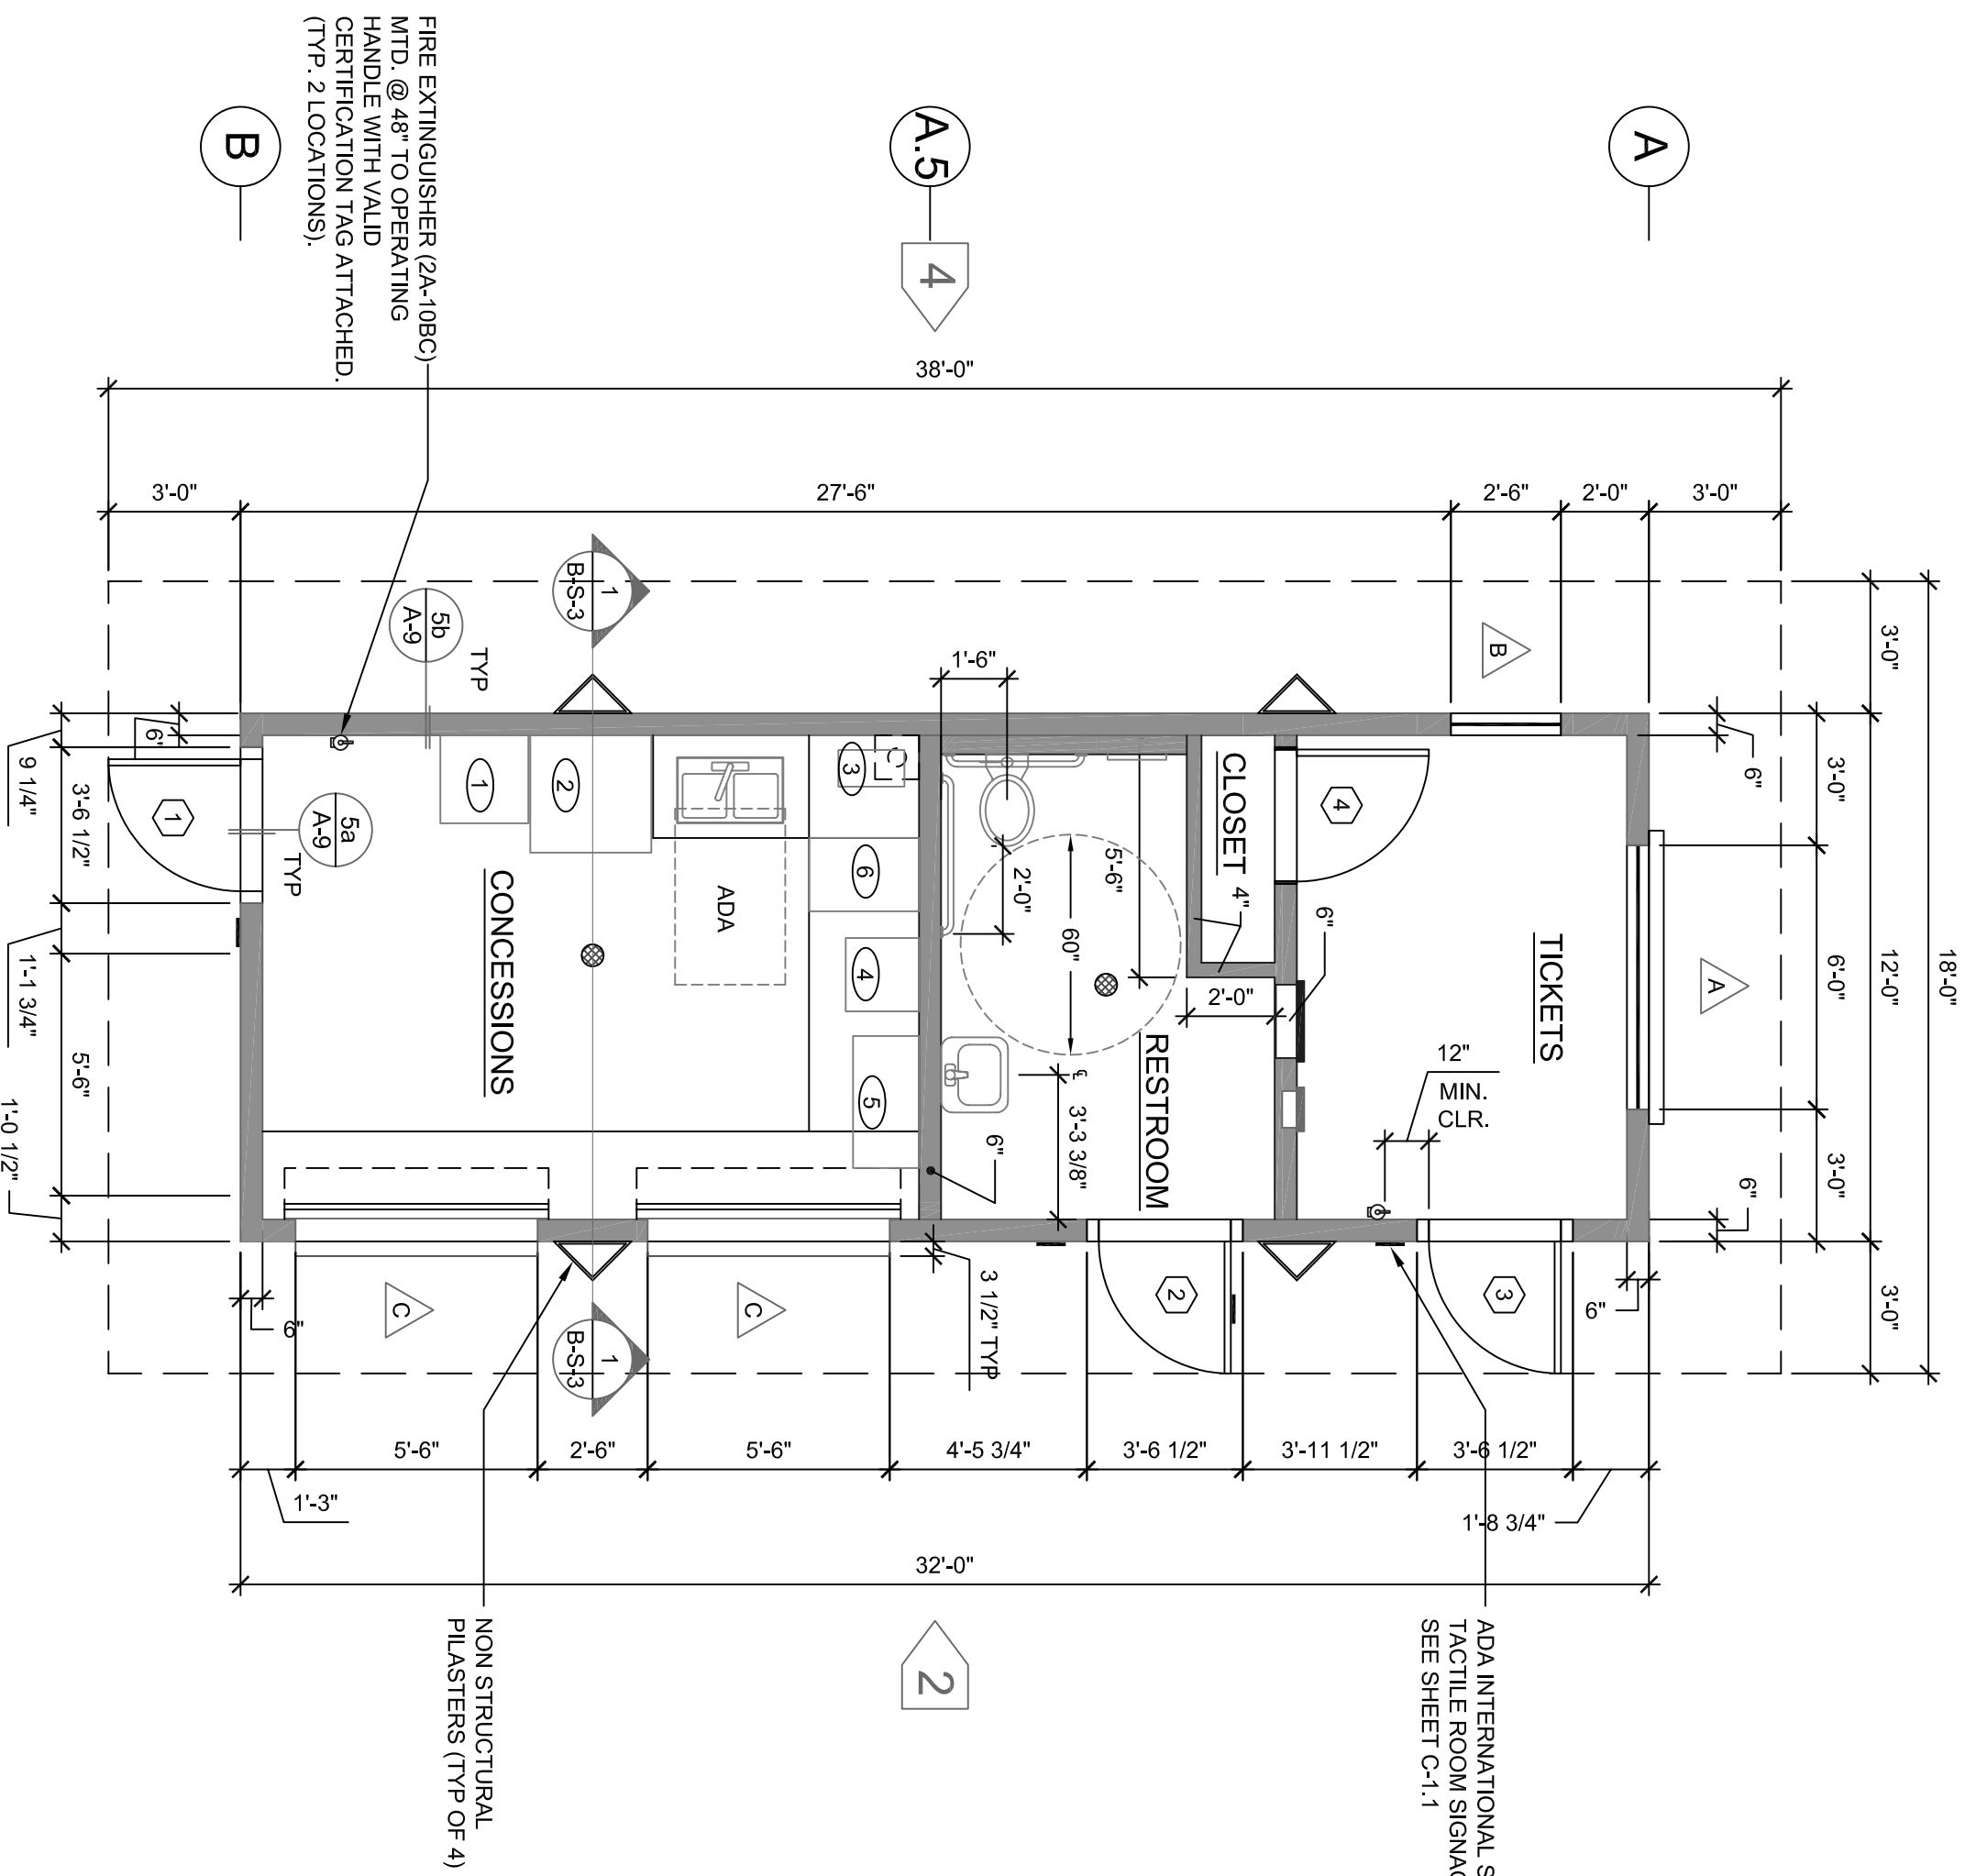 FIRE EXTINGUISHER (2A-10BC)
MTD. @ 48" TO OPERATING
HANDLE WITH VALID
CERTIFICATION TAG ATTACHED.
(TYP. 2 LOCATIONS).
B
A.5
A
4
38'-0"
3'-0"
27'-6"
2'-6"
2'-0"
3'-0"
18'-0"
12'-0"
3'-0"
3'-0"
3'-0"
6'-0"
3'-0"
6"
6"
B
A
1
B-S-3
5b
A-9
TYP
5a
A-9
TYP
1'-6"
6"
9 1/4"
3'-6 1/2"
1'-1 3/4"
5'-6"
1'-0 1/2"
1
1
2
3
C
6
4
5
ADA
CONCESSIONS
CLOSET
4"
5'-6"
2'-0"
60"
2'-0"
RESTROOM
℄
3'-3 3/8"
6"
6"
4
TICKETS
12"
MIN.
CLR.
6"
C
C
1
B-S-3
3 1/2" TYP
2
3
6"
5'-6"
2'-6"
5'-6"
4'-5 3/4"
3'-6 1/2"
3'-11 1/2"
3'-6 1/2"
1'-3"
1'-8 3/4"
32'-0"
2
NON STRUCTURAL
PILASTERS (TYP OF 4)
ADA INTERNATIONAL
TACTILE ROOM
SEE SHEET C-1.1